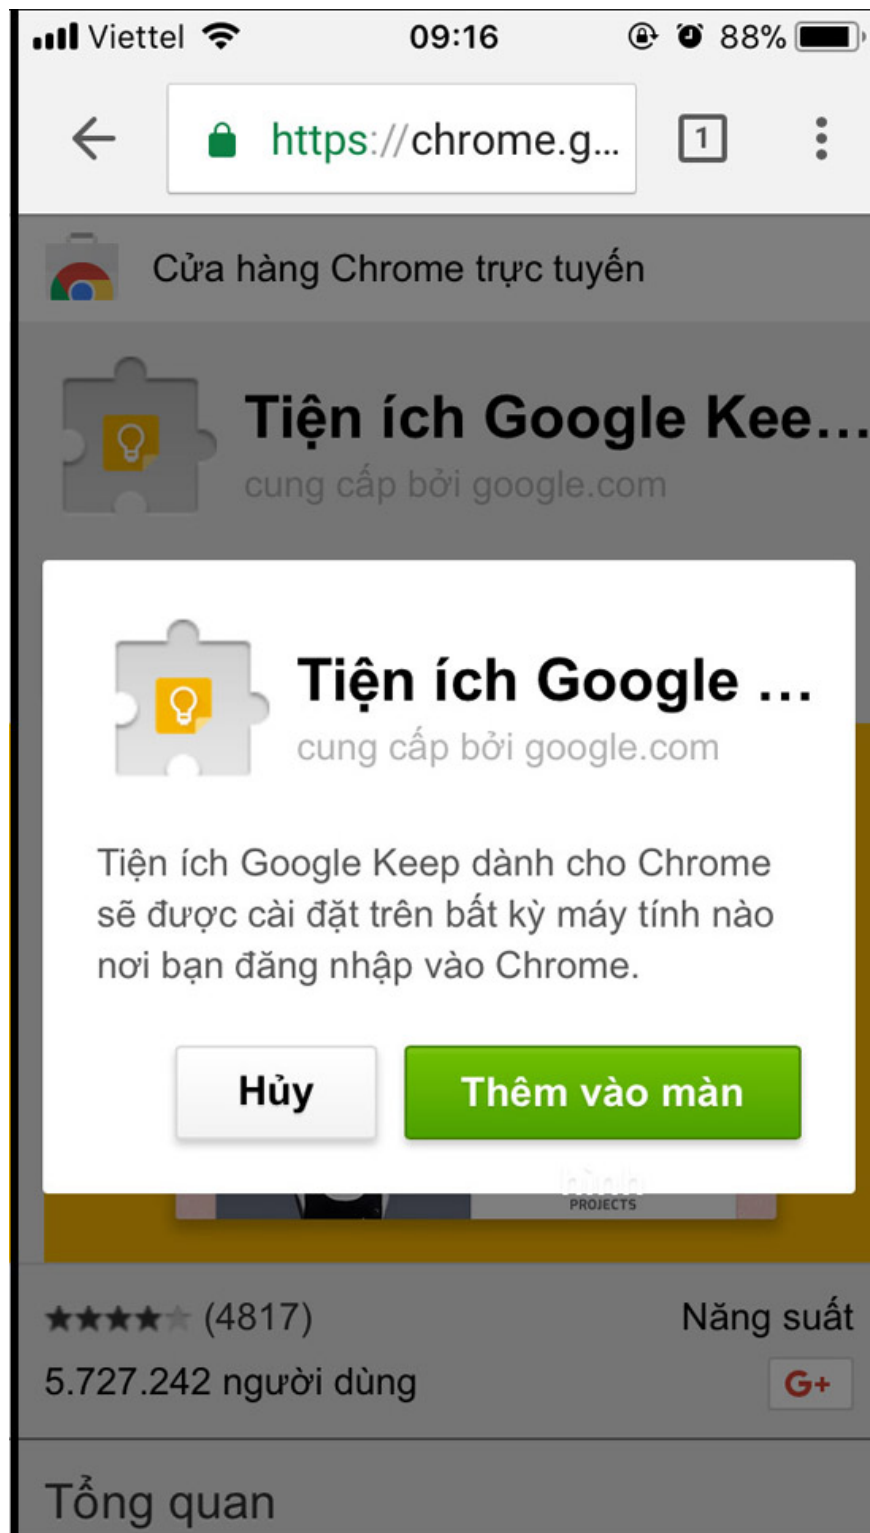 Viettel 09:16 88%
https://chrome.g... 1
Cửa hàng Chrome trực tuyến
Tiện ích Google Kee...
cung cấp bởi google.com
Tiện ích Google ...
cung cấp bởi google.com
Tiện ích Google Keep dành cho Chrome
sẽ được cài đặt trên bất kỳ máy tính nào
nơi bạn đăng nhập vào Chrome.
Hủy Thêm vào màn
hình
PROJECTS
(4817) Năng suất
5.727.242 người dùng G+
Tổng quan